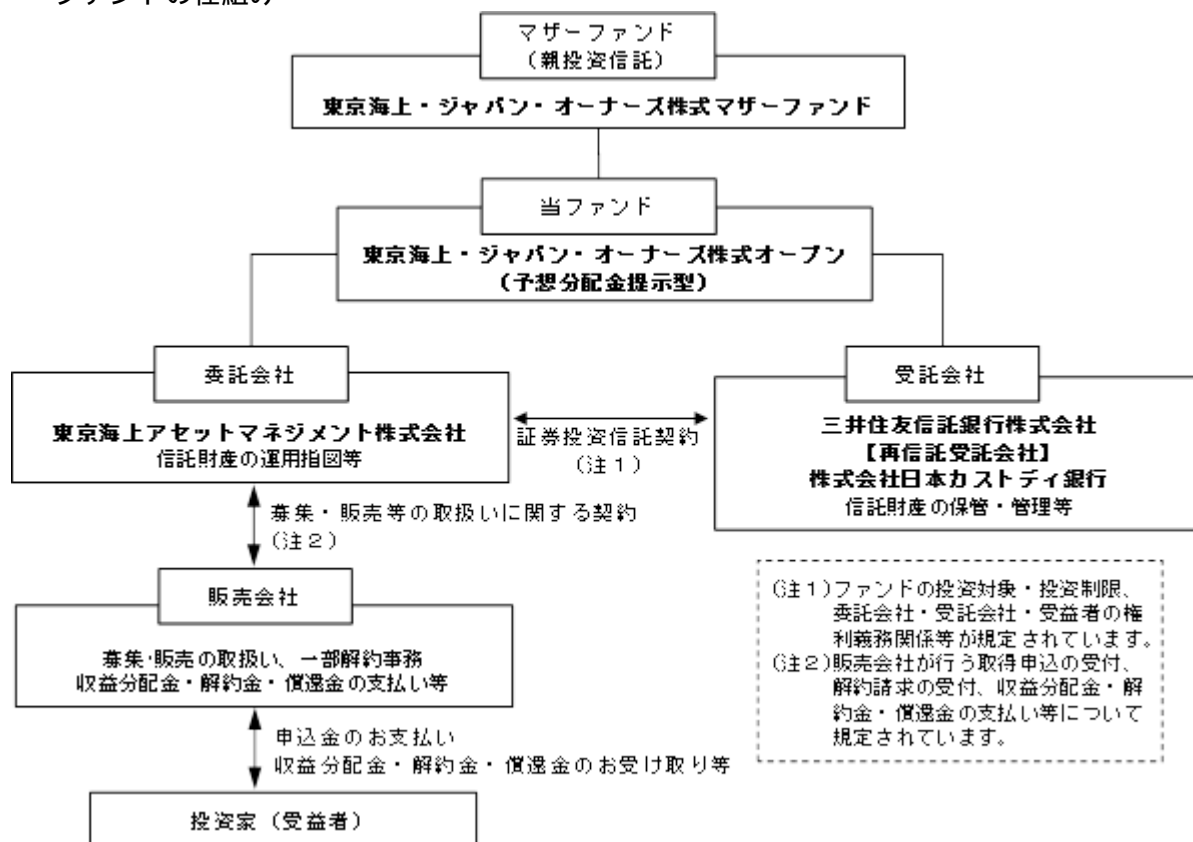 ファンドの仕組み
マザーファンド
（親投資信託）
東京海上・ジャパン・オーナーズ株式マザーファンド
当ファンド
東京海上・ジャパン・オーナーズ株式オープン
（予想分配金提示型）
委託会社
東京海上アセットマネジメント株式会社
信託財産の運用指図等
証券投資信託契約
（注１）
受託会社
三井住友信託銀行株式会社
【再信託受託会社】
株式会社日本カストディ銀行
信託財産の保管・管理等
募集・販売等の取扱いに関する契約
（注２）
販売会社
募集・販売の取扱い、一部解約事務
収益分配金・解約金・償還金の支払い等
申込金のお支払い
収益分配金・解約金・償還金のお受け取り等
投資家（受益者）
（注１）ファンドの投資対象・投資制限、
委託会社・受託会社・受益者の権
利義務関係等が規定されています。
（注２）販売会社が行う取得申込の受付、
解約請求の受付、収益分配金・解
約金・償還金の支払い等について
規定されています。